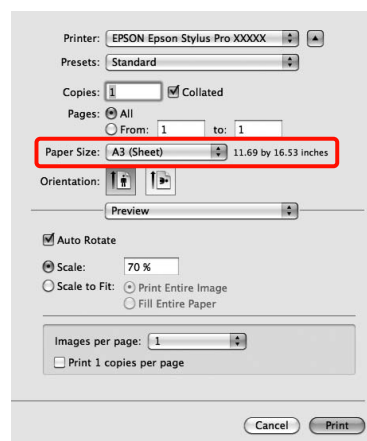 Printer: EPSON Epson Stylus Pro XXXXX
Presets: Standard
Copies: 1 Collated
Pages: All
From: 1 to: 1
Paper Size: A3 (Sheet) 11.69 by 16.53 inches
Orientation:
Preview
Auto Rotate
Scale: 70 %
Scale to Fit: Print Entire Image
Fill Entire Paper
Images per page: 1
Print 1 copies per page
Cancel Print